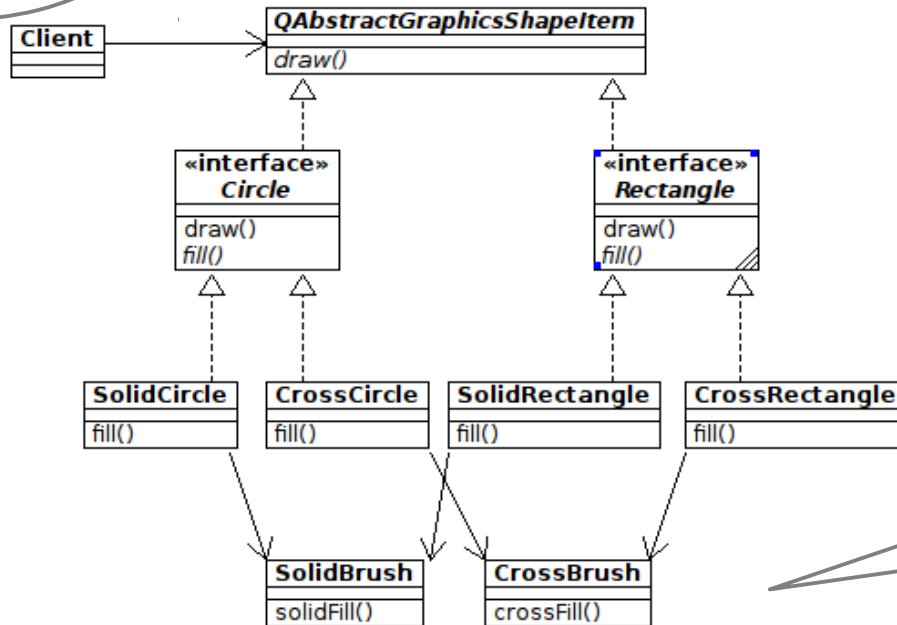 QAbstractGraphicsShapeItem
Client
draw()
«interface»
Circle
draw()
fill()
«interface»
Rectangle
draw()
fill()
SolidCircle
fill()
CrossCircle
fill()
SolidRectangle
fill()
CrossRectangle
fill()
SolidBrush
solidFill()
CrossBrush
crossFill()